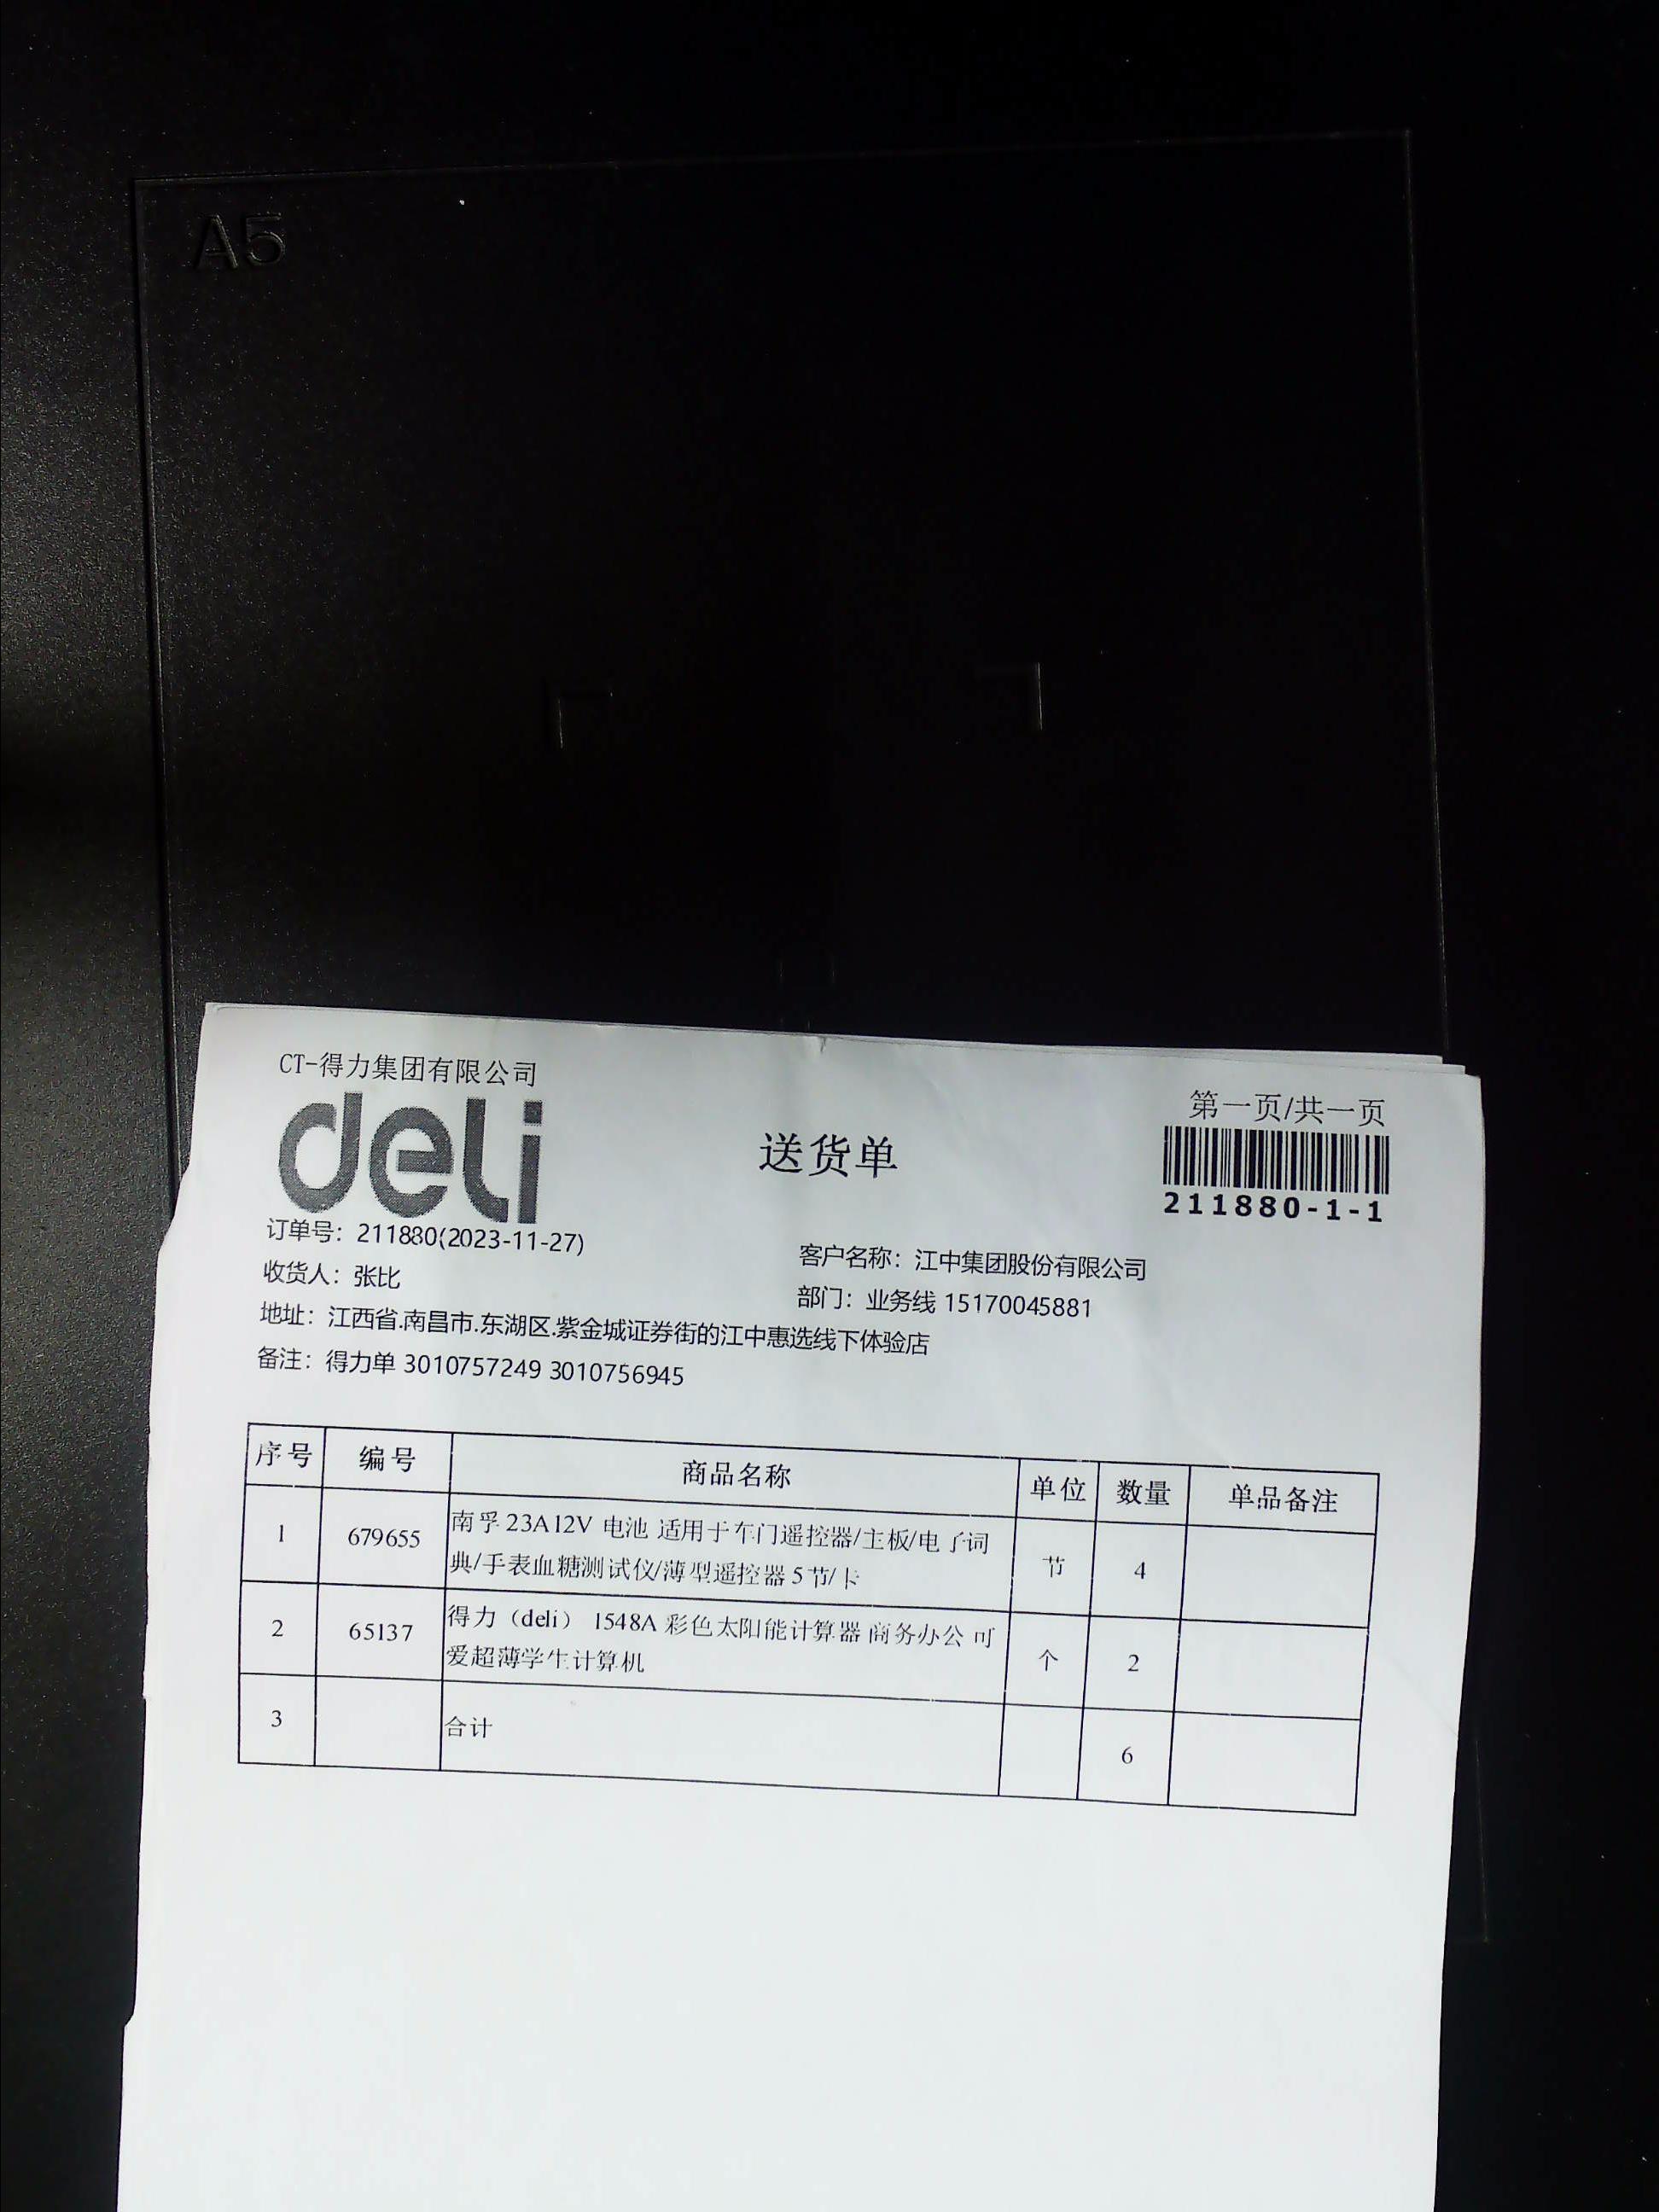 A5
CT-得力集团有限公司
deli
送货单
第一页/共一页
211880-1-1
订单号：211880(2023-11-27)
客户名称：江中集团股份有限公司
收货人：张比
部门：业务线 15170045881
地址：江西省.南昌市.东湖区.紫金城证券街的江中惠选线下体验店
备注：得力单 3010757249 3010756945
序号 编号 商品名称 单位 数量 单品备注
1 679655 南孚 23A12V 电池 适用于车门遥控器/主板/电子词
典/手表血糖测试仪/薄型遥控器 5 节/卡 节 4
2 65137 得力（deli） 1548A 彩色太阳能计算器 商务办公 可
爱超薄学生计算机 个 2
3 合计 6